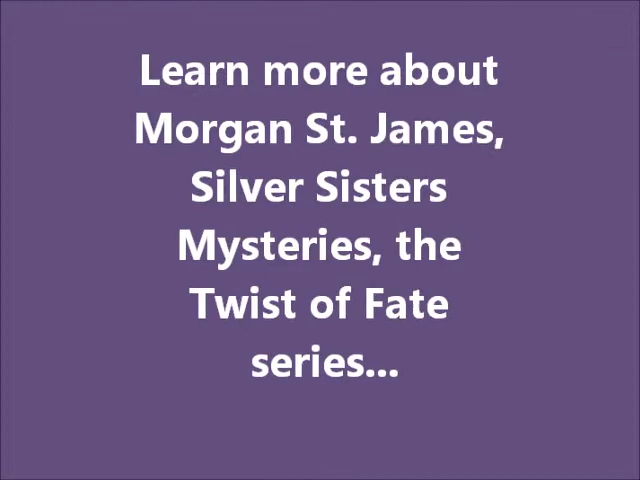 Learn more about
Morgan St. James,
Silver Sisters
Mysteries, the
Twist of Fate
series...